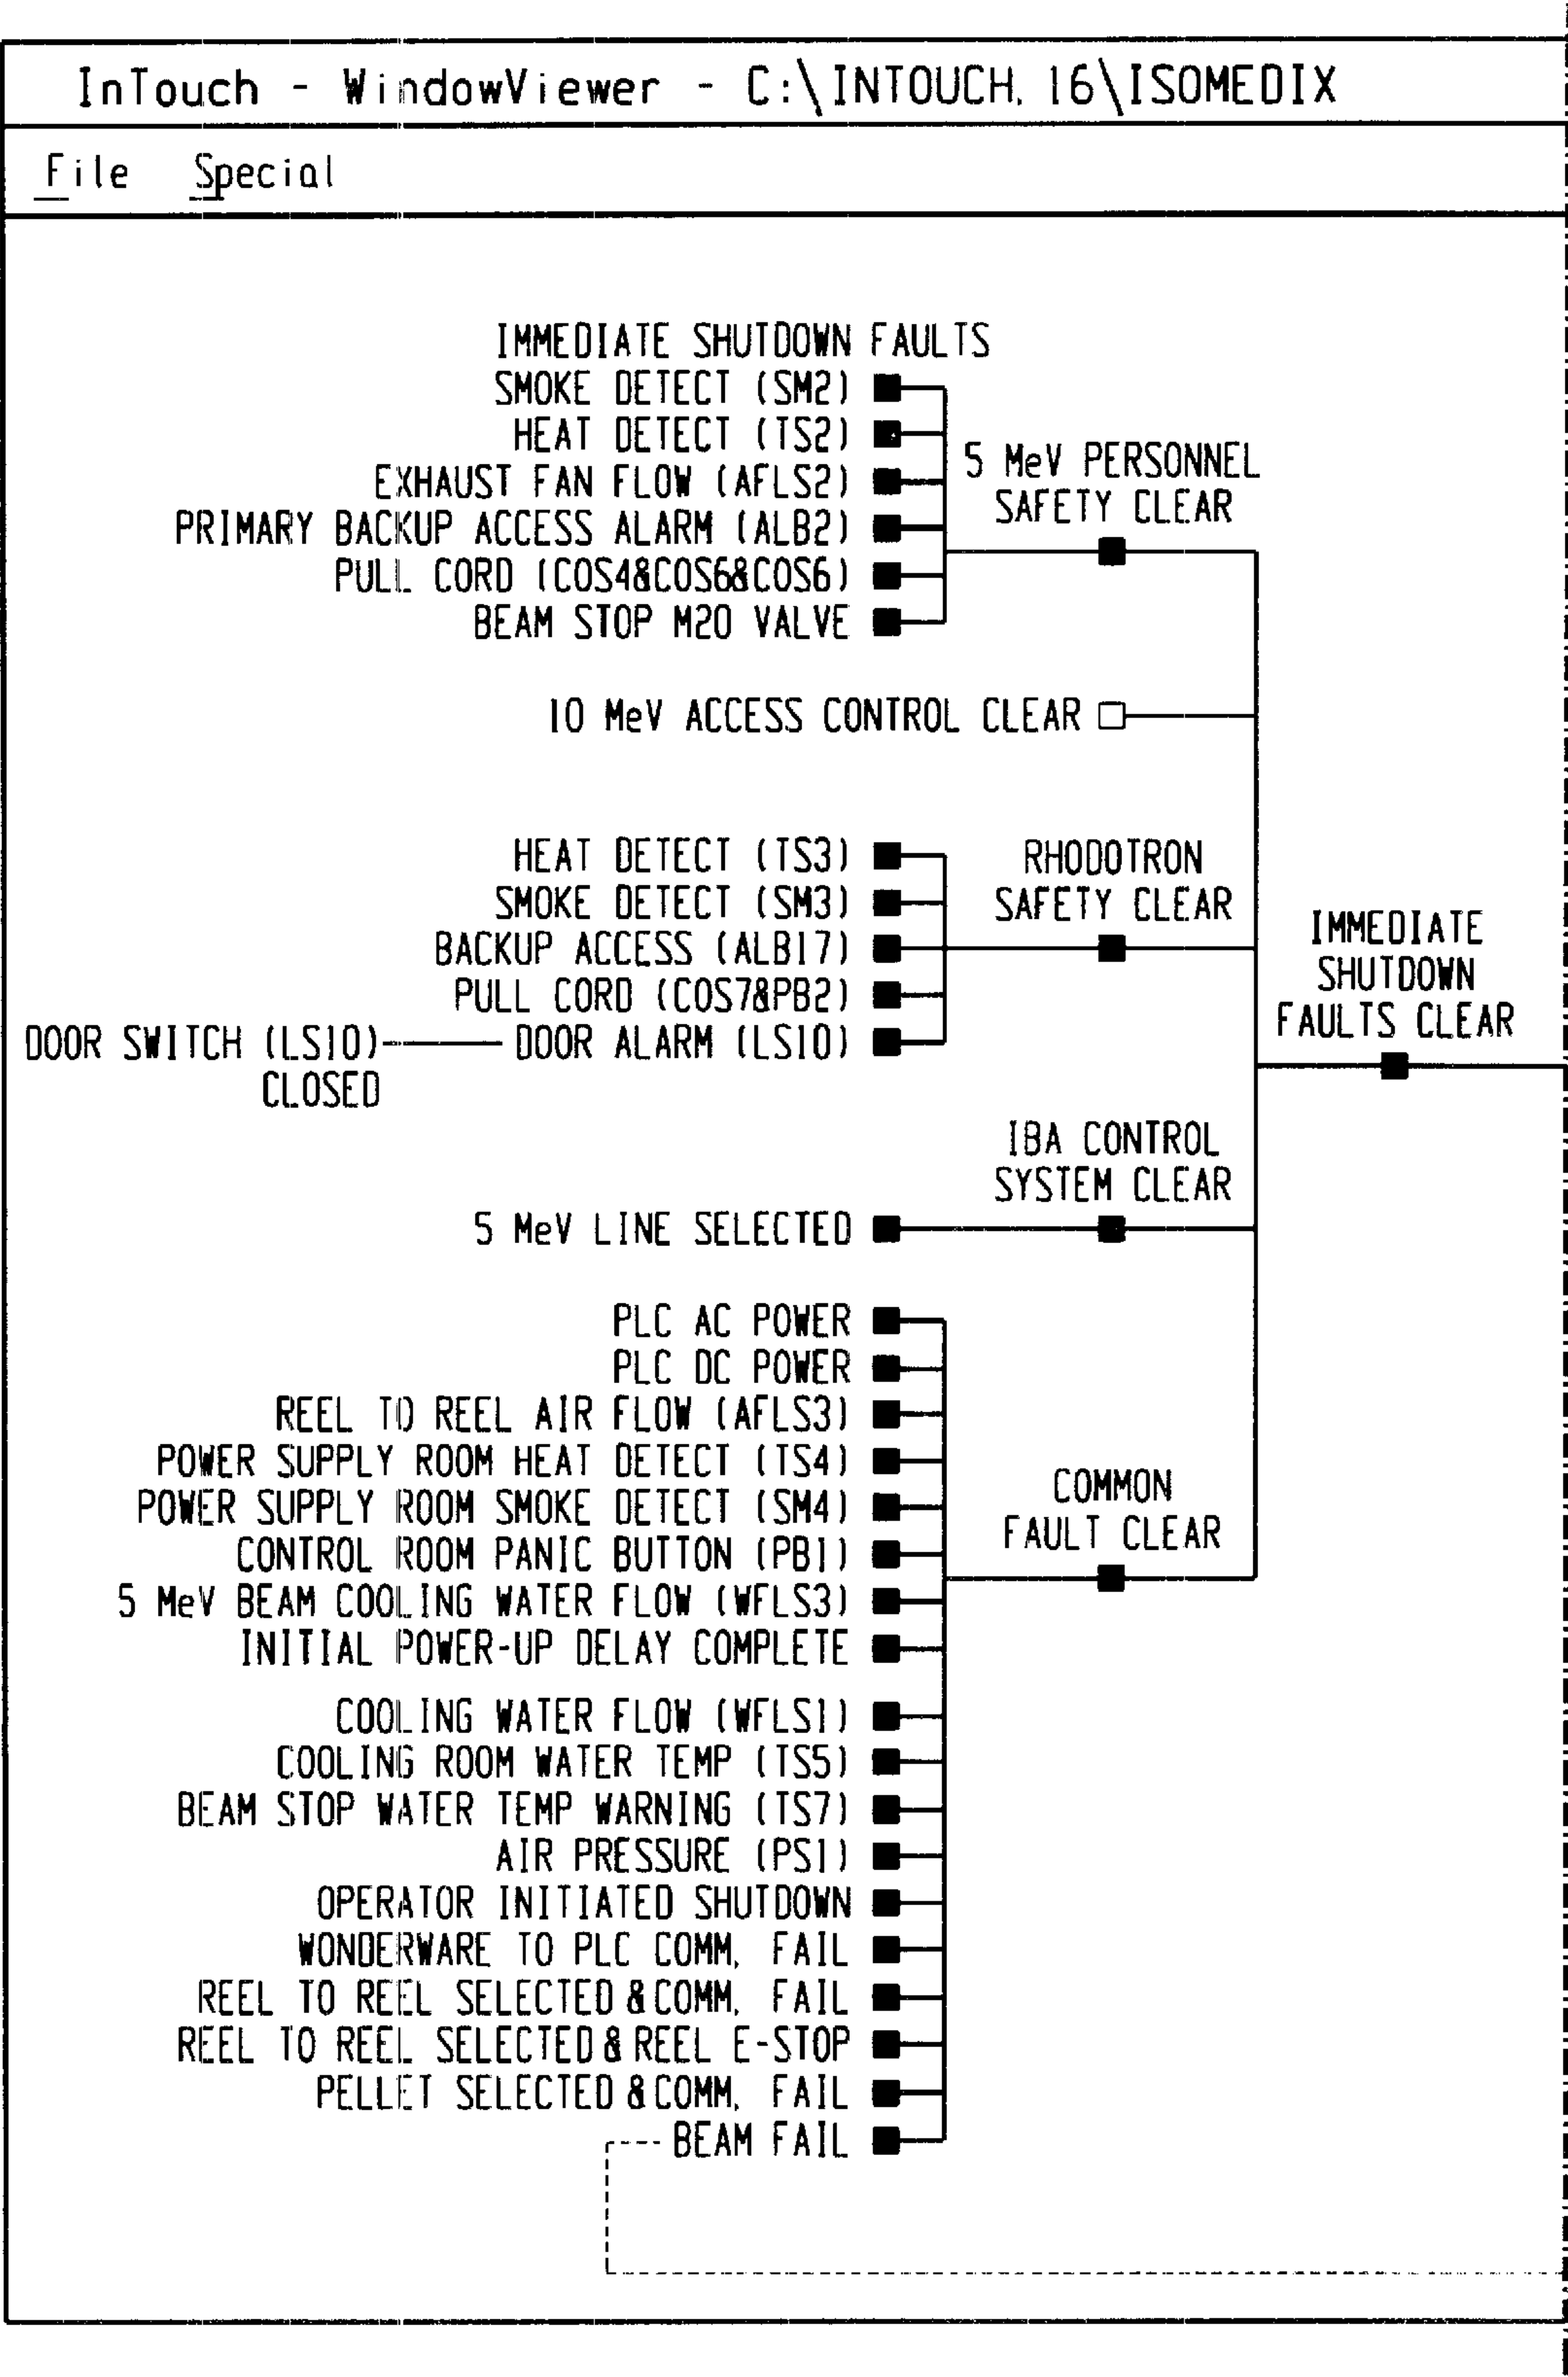 InTouch - WindowViewer - C:\INTOUCH.16\ISOMEDIX
File Special
IMMEDIATE SHUTDOWN FAULTS
SMOKE DETECT (SM2)
HEAT DETECT (TS2)
EXHAUST FAN FLOW (AFLS2)
PRIMARY BACKUP ACCESS ALARM (ALB2)
PULL CORD (COS4&COS6&COS6)
BEAM STOP M20 VALVE
5 MeV PERSONNEL
SAFETY CLEAR
10 MeV ACCESS CONTROL CLEAR
HEAT DETECT (TS3)
SMOKE DETECT (SM3)
BACKUP ACCESS (ALB17)
PULL CORD (COS7&PB2)
DOOR SWITCH (LS10)
CLOSED
DOOR ALARM (LS10)
RHODOTRON
SAFETY CLEAR
IMMEDIATE
SHUTDOWN
FAULTS CLEAR
IBA CONTROL
SYSTEM CLEAR
5 MeV LINE SELECTED
PLC AC POWER
PLC DC POWER
REEL TO REEL AIR FLOW (AFLS3)
POWER SUPPLY ROOM HEAT DETECT (TS4)
POWER SUPPLY ROOM SMOKE DETECT (SM4)
CONTROL ROOM PANIC BUTTON (PB1)
5 MeV BEAM COOLING WATER FLOW (WFLS3)
INITIAL POWER-UP DELAY COMPLETE
COMMON
FAULT CLEAR
COOLING WATER FLOW (WFLS1)
COOLING ROOM WATER TEMP (TS5)
BEAM STOP WATER TEMP WARNING (TS7)
AIR PRESSURE (PS1)
OPERATOR INITIATED SHUTDOWN
WONDERWARE TO PLC COMM. FAIL
REEL TO REEL SELECTED & COMM. FAIL
REEL TO REEL SELECTED & REEL E-STOP
PELLET SELECTED & COMM. FAIL
BEAM FAIL